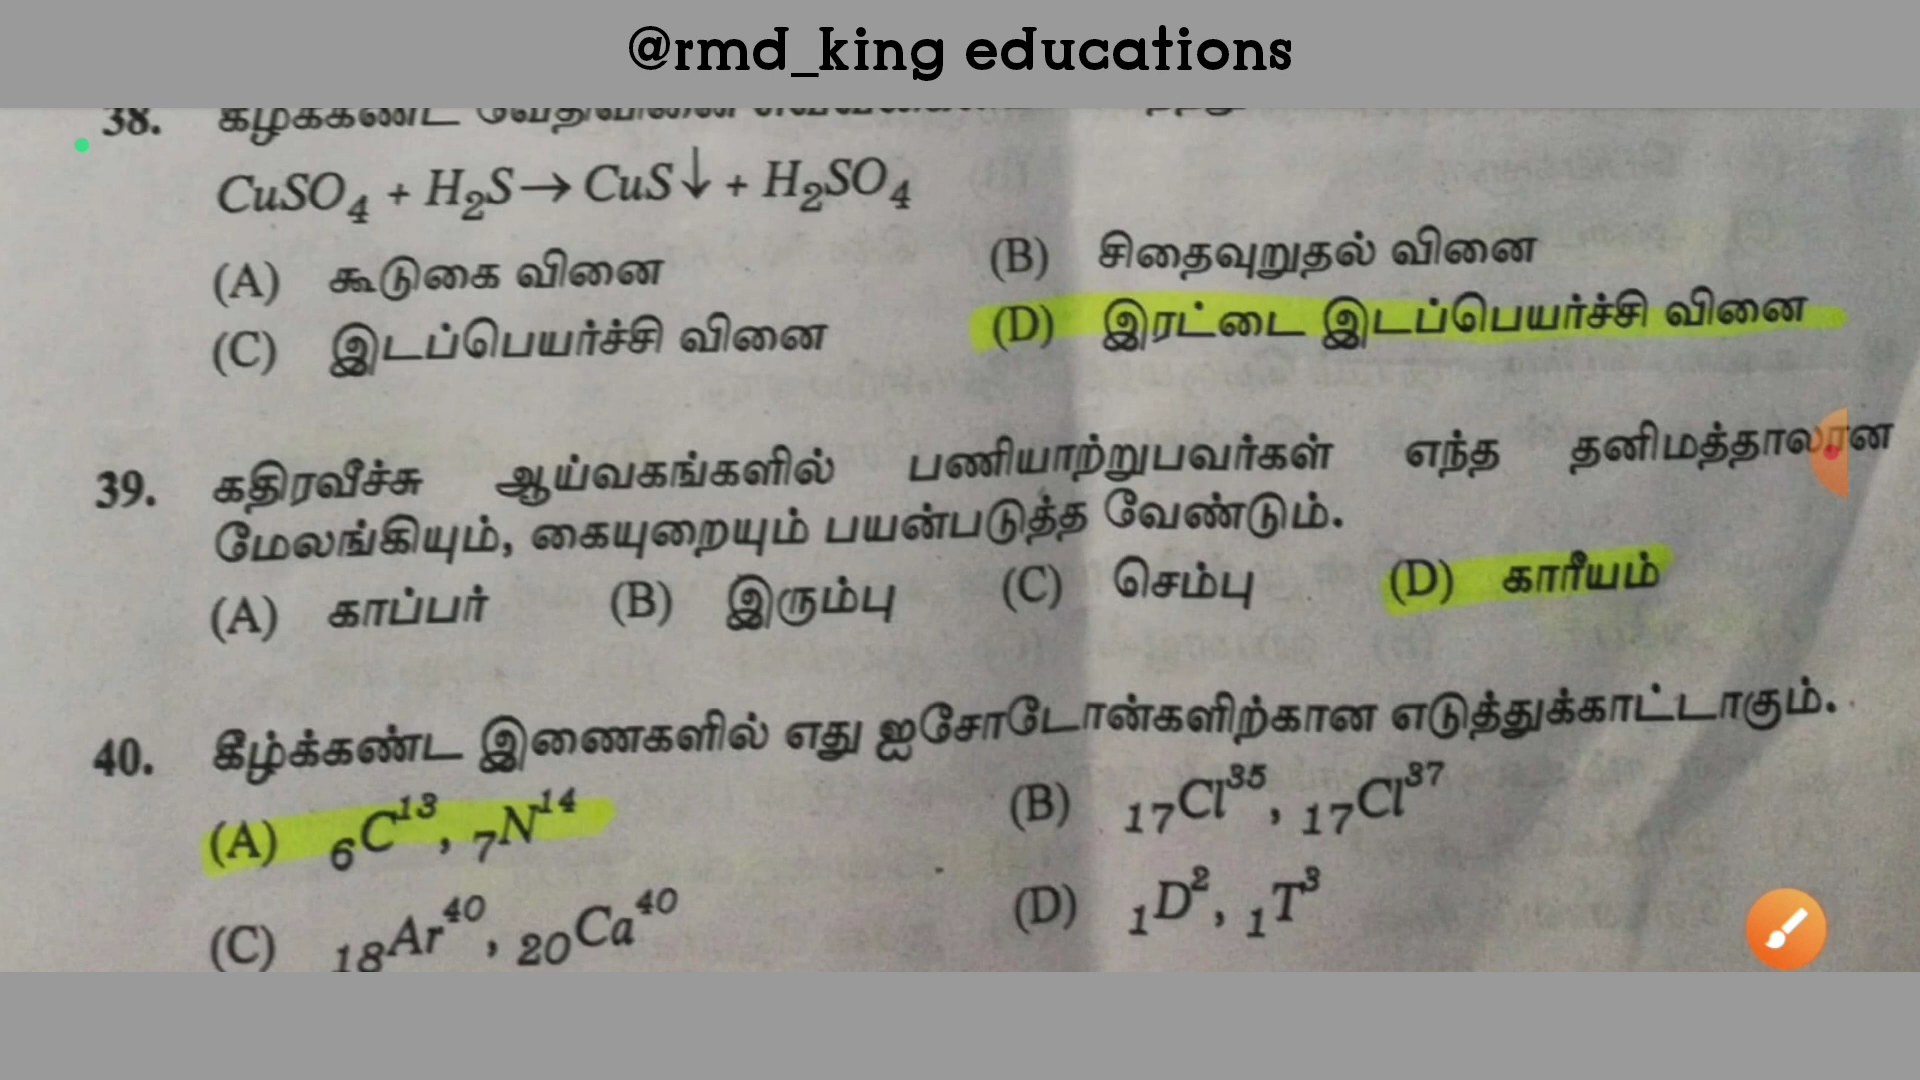 @rmd_king educations
38. கீழ்க்கண்ட வேதிவினை
CuSO₄ + H₂S → CuS↓ + H₂SO₄
(A) கூடுகை வினை (B) சிதைவுறுதல் வினை
(C) இடப்பெயர்ச்சி வினை (D) இரட்டை இடப்பெயர்ச்சி வினை
39. கதிரவீச்சு ஆய்வகங்களில் பணியாற்றுபவர்கள் எந்த தனிமத்தாலான
மேலங்கியும், கையுறையும் பயன்படுத்த வேண்டும்.
(A) காப்பர் (B) இரும்பு (C) செம்பு (D) காரீயம்
40. கீழ்க்கண்ட இணைகளில் எது ஐசோடோன்களிற்கான எடுத்துக்காட்டாகும்.
(A) ₆C¹³, ₇N¹⁴ (B) ₁₇Cl³⁵, ₁₇Cl³⁷
(C) ₁₈Ar⁴⁰, ₂₀Ca⁴⁰ (D) ₁D², ₁T³